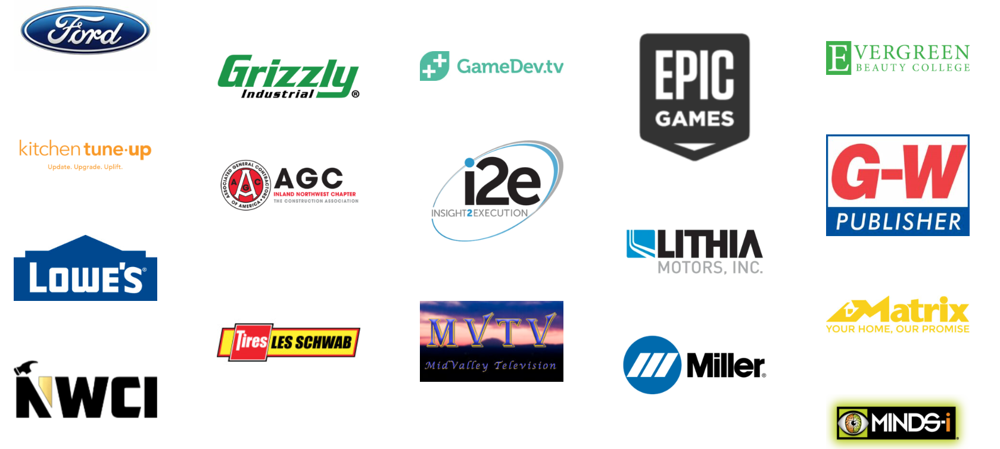 Ford
kitchen tune·up
Update. Upgrade. Uplift.
LOWE'S®
NWCI
Grizzly
Industrial®
ASSOCIATED GENERAL CONTRACTORS
OF AMERICA
AGC
AGC
INLAND NORTHWEST CHAPTER
THE CONSTRUCTION ASSOCIATION
Tires LES SCHWAB
GameDev.tv
i2e
INSIGHT2EXECUTION
MVTV
MidValley Television
EPIC
GAMES
LITHIA
MOTORS, INC.
Miller®
EVERGREEN
BEAUTY COLLEGE
G-W
PUBLISHER
Matrix
YOUR HOME, OUR PROMISE
MINDS-i